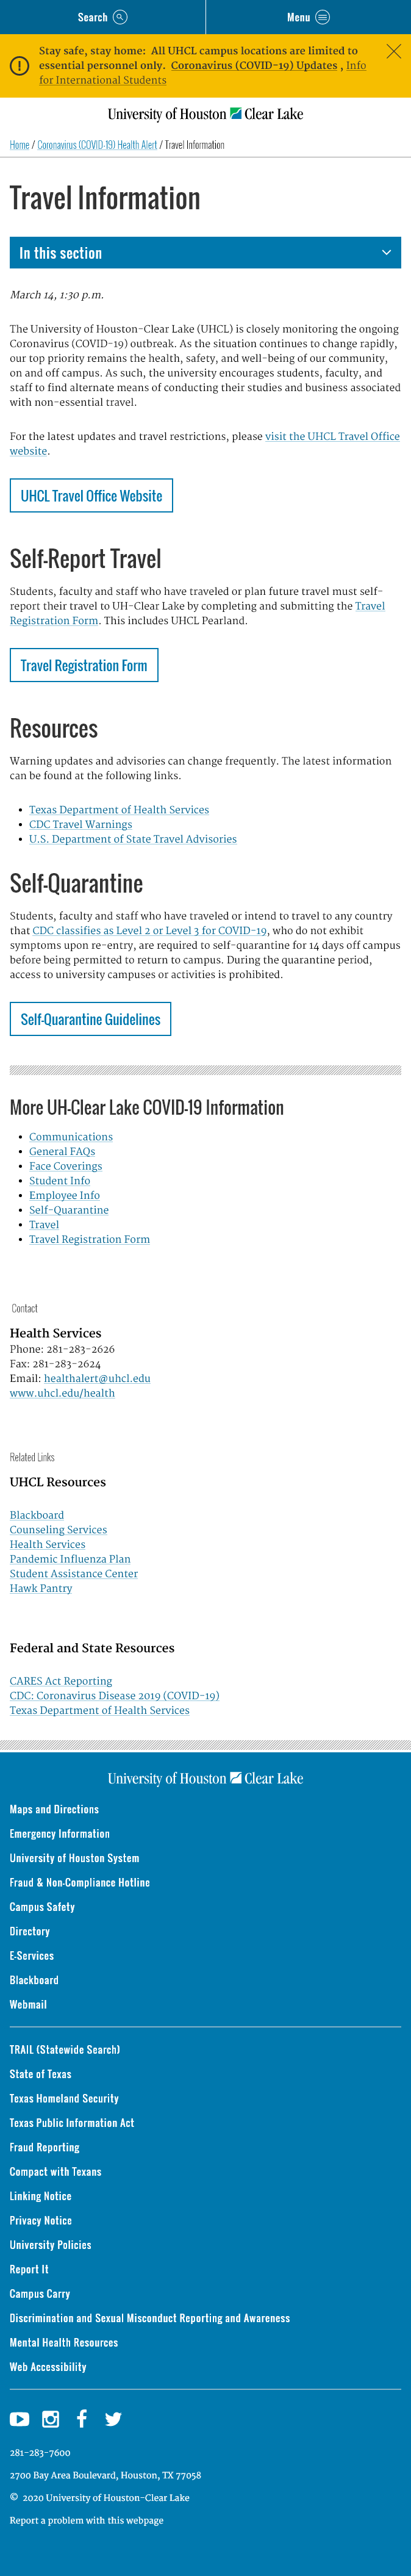 Search
Menu
Stay safe, stay home:  All UHCL campus locations are limited to
essential personnel only.  Coronavirus (COVID-19) Updates , Info
for International Students
University of Houston Clear Lake
Home / Coronavirus (COVID-19) Health Alert / Travel Information
Travel Information
In this section
March 14, 1:30 p.m.
The University of Houston-Clear Lake (UHCL) is closely monitoring the ongoing
Coronavirus (COVID-19) outbreak. As the situation continues to change rapidly,
our top priority remains the health, safety, and well-being of our community,
on and off campus. As such, the university encourages students, faculty, and
staff to find alternate means of conducting their studies and business associated
with non-essential travel.
For the latest updates and travel restrictions, please visit the UHCL Travel Office
website.
UHCL Travel Office Website
Self-Report Travel
Students, faculty and staff who have traveled or plan future travel must self-
report their travel to UH-Clear Lake by completing and submitting the Travel
Registration Form. This includes UHCL Pearland.
Travel Registration Form
Resources
Warning updates and advisories can change frequently. The latest information
can be found at the following links.
• Texas Department of Health Services
• CDC Travel Warnings
• U.S. Department of State Travel Advisories
Self-Quarantine
Students, faculty and staff who have traveled or intend to travel to any country
that CDC classifies as Level 2 or Level 3 for COVID-19, who do not exhibit
symptoms upon re-entry, are required to self-quarantine for 14 days off campus
before being permitted to return to campus. During the quarantine period,
access to university campuses or activities is prohibited.
Self-Quarantine Guidelines
More UH-Clear Lake COVID-19 Information
• Communications
• General FAQs
• Face Coverings
• Student Info
• Employee Info
• Self-Quarantine
• Travel
• Travel Registration Form
Contact
Health Services
Phone: 281-283-2626
Fax: 281-283-2624
Email: healthalert@uhcl.edu
www.uhcl.edu/health
Related Links
UHCL Resources
Blackboard
Counseling Services
Health Services
Pandemic Influenza Plan
Student Assistance Center
Hawk Pantry
Federal and State Resources
CARES Act Reporting
CDC: Coronavirus Disease 2019 (COVID-19)
Texas Department of Health Services
University of Houston Clear Lake
Maps and Directions
Emergency Information
University of Houston System
Fraud & Non-Compliance Hotline
Campus Safety
Directory
E-Services
Blackboard
Webmail
TRAIL (Statewide Search)
State of Texas
Texas Homeland Security
Texas Public Information Act
Fraud Reporting
Compact with Texans
Linking Notice
Privacy Notice
University Policies
Report It
Campus Carry
Discrimination and Sexual Misconduct Reporting and Awareness
Mental Health Resources
Web Accessibility
281-283-7600
2700 Bay Area Boulevard, Houston, TX 77058
© 2020 University of Houston-Clear Lake
Report a problem with this webpage